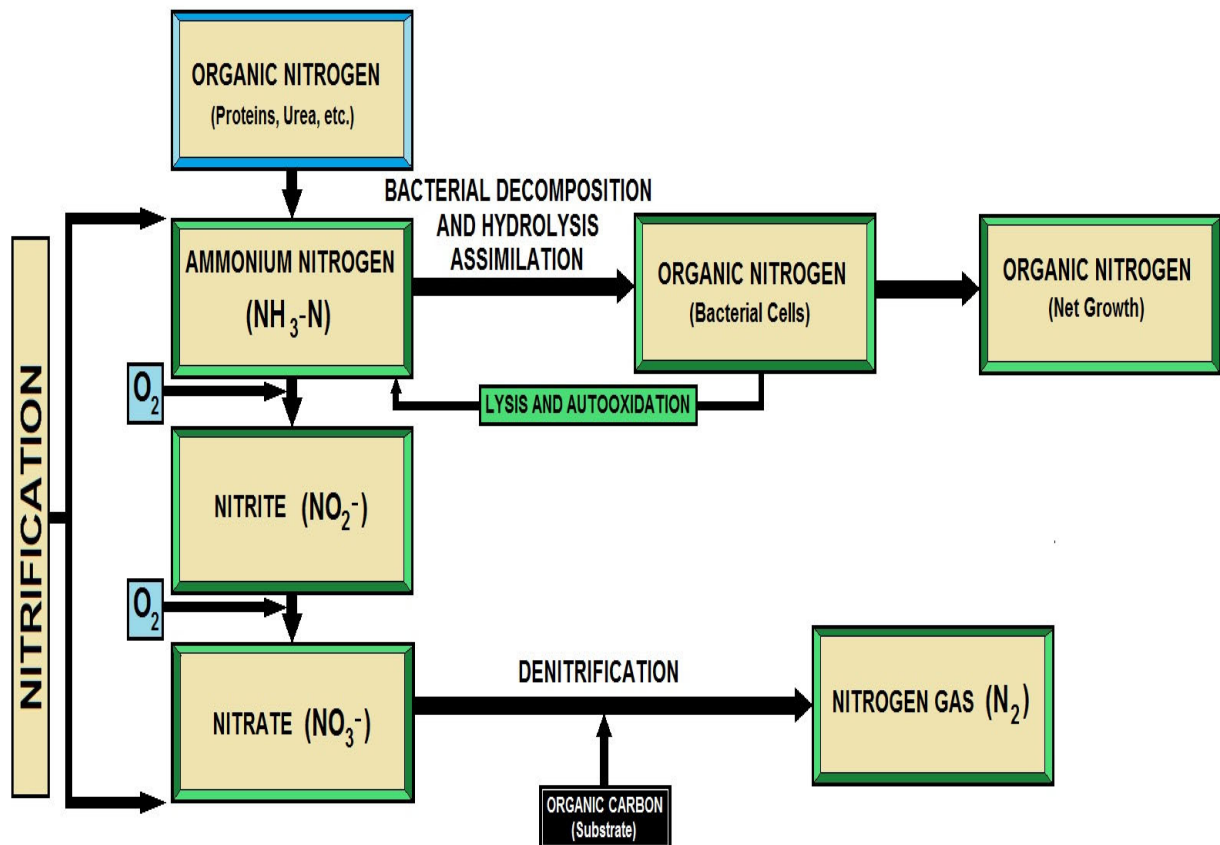 ORGANIC NITROGEN
(Proteins, Urea, etc.)
BACTERIAL DECOMPOSITION
AND HYDROLYSIS
ASSIMILATION
AMMONIUM NITROGEN
(NH₃-N)
ORGANIC NITROGEN
(Bacterial Cells)
ORGANIC NITROGEN
(Net Growth)
O₂
LYSIS AND AUTOOXIDATION
NITRIFICATION
NITRITE (NO₂⁻)
O₂
NITRATE (NO₃⁻)
DENITRIFICATION
NITROGEN GAS (N₂)
ORGANIC CARBON
(Substrate)